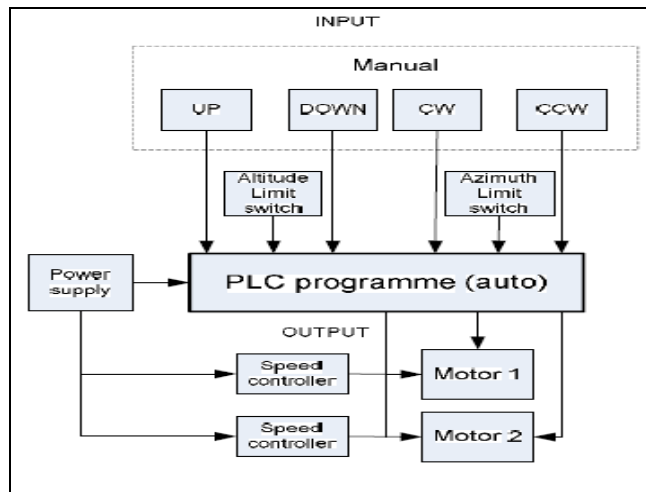 INPUT
Manual
UP
DOWN
CW
CCW
Altitude
Limit
switch
Azimuth
Limit
switch
Power
supply
PLC programme (auto)
OUTPUT
Speed
controller
Motor 1
Speed
controller
Motor 2